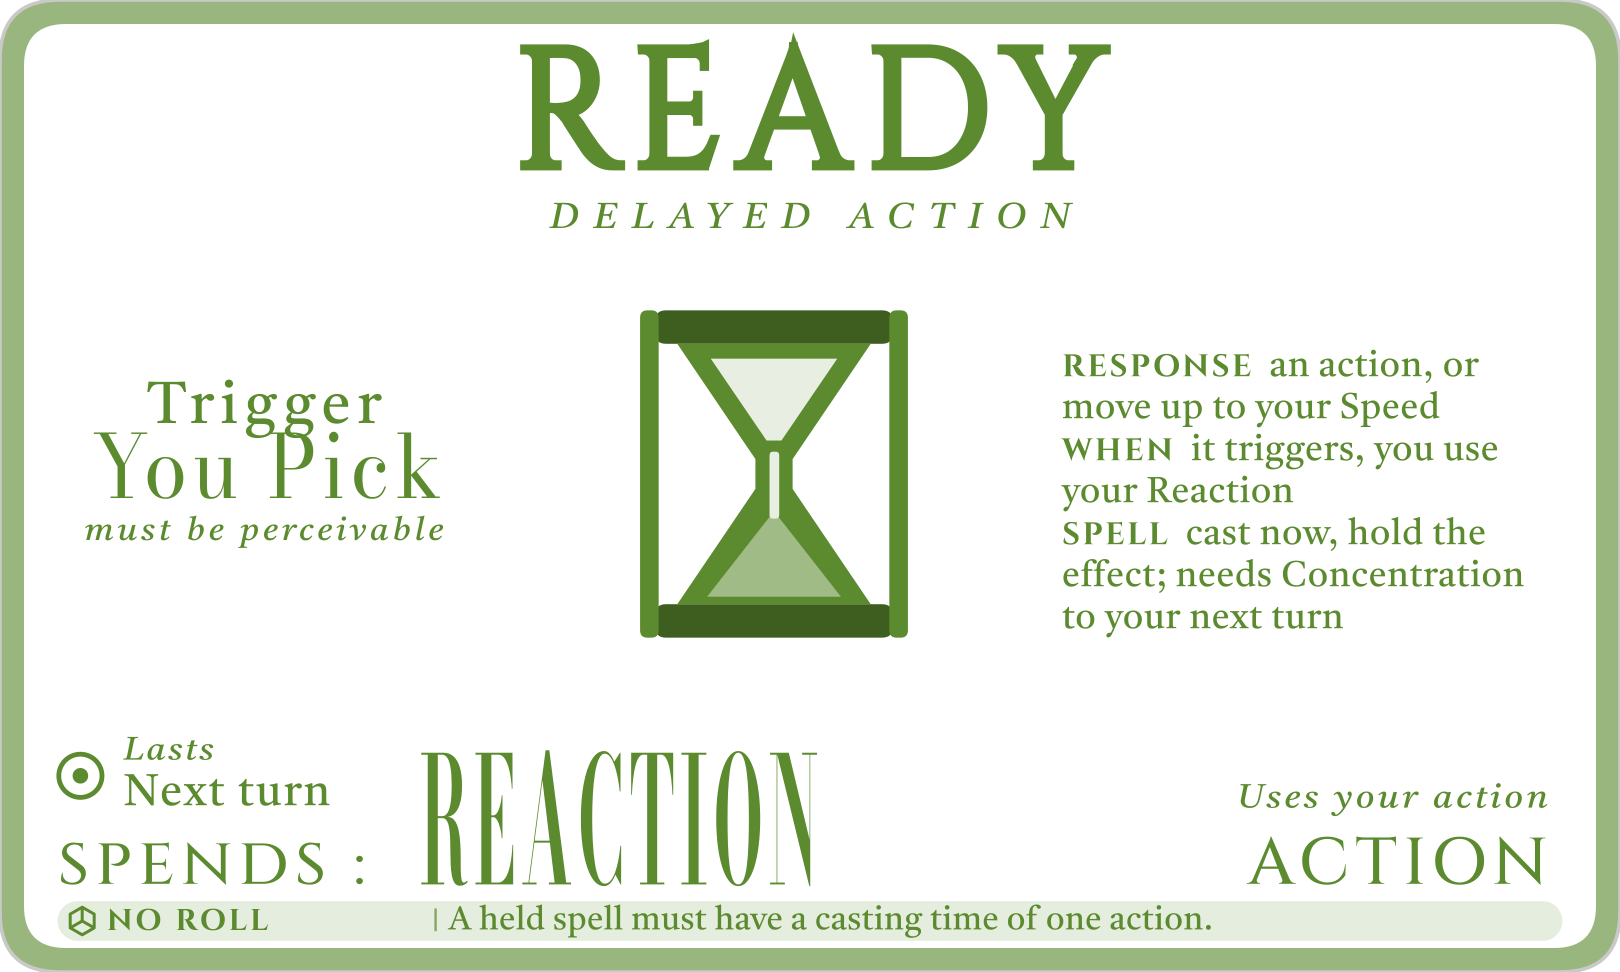 READY
DELAYED ACTION
Trigger
You Pick
must be perceivable
RESPONSE an action, or
move up to your Speed
WHEN it triggers, you use
your Reaction
SPELL cast now, hold the
effect; needs Concentration
to your next turn
Lasts
Next turn
SPENDS : REACTION
Uses your action
ACTION
NO ROLL | A held spell must have a casting time of one action.